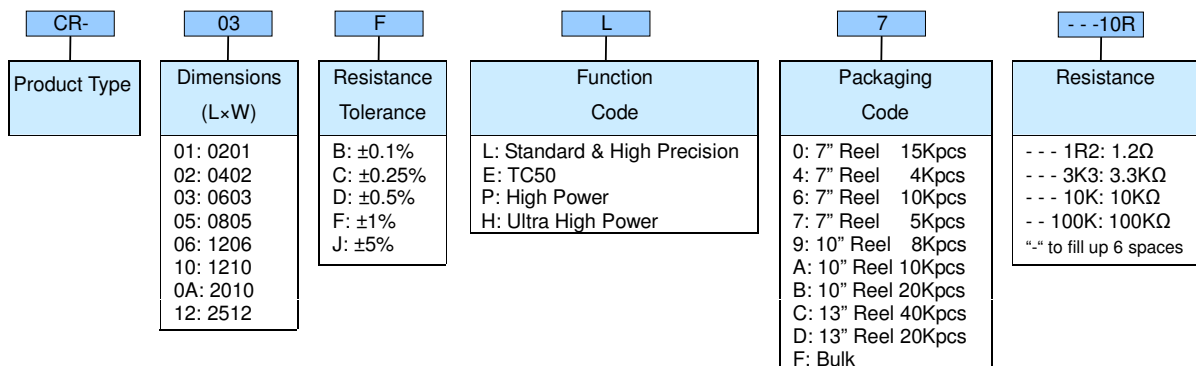 CR-
03
F
L
7
- - -10R
Product Type
Dimensions
(L×W)
01: 0201
02: 0402
03: 0603
05: 0805
06: 1206
10: 1210
0A: 2010
12: 2512
Resistance
Tolerance
B: ±0.1%
C: ±0.25%
D: ±0.5%
F: ±1%
J: ±5%
Function
Code
L: Standard & High Precision
E: TC50
P: High Power
H: Ultra High Power
Packaging
Code
0: 7” Reel 15Kpcs
4: 7” Reel 4Kpcs
6: 7” Reel 10Kpcs
7: 7” Reel 5Kpcs
9: 10” Reel 8Kpcs
A: 10” Reel 10Kpcs
B: 10” Reel 20Kpcs
C: 13” Reel 40Kpcs
D: 13” Reel 20Kpcs
F: Bulk
Resistance
- - - 1R2: 1.2Ω
- - - 3K3: 3.3KΩ
- - - 10K: 10KΩ
- - 100K: 100KΩ
“-“ to fill up 6 spaces